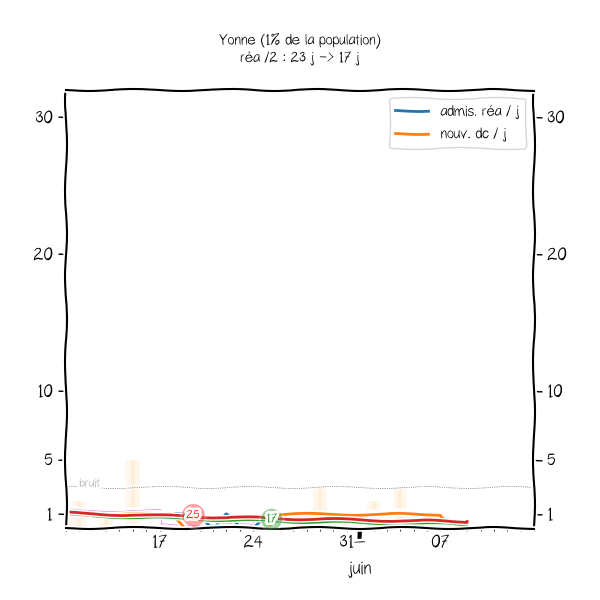 Yonne (1% de la population)
réa /2 : 23 j -> 17 j
admis. réa / j
nouv. dc / j
30
30
20
20
10
10
5
5
bruit
1
25
17
1
17
24
31
07
juin